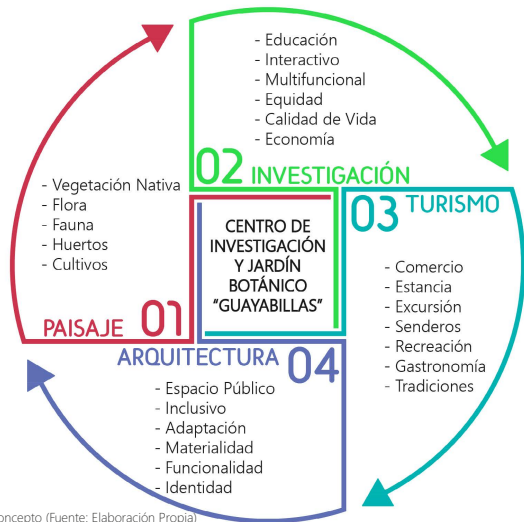 - Educación
- Interactivo
- Multifuncional
- Equidad
- Calidad de Vida
- Economía
02 INVESTIGACIÓN
- Vegetación Nativa
- Flora
- Fauna
- Huertos
- Cultivos
PAISAJE 01
CENTRO DE
INVESTIGACIÓN
Y JARDÍN
BOTÁNICO
“GUAYABILLAS”
03 TURISMO
- Comercio
- Estancia
- Excursión
- Senderos
- Recreación
- Gastronomía
- Tradiciones
ARQUITECTURA 04
- Espacio Público
- Inclusivo
- Adaptación
- Materialidad
- Funcionalidad
- Identidad
oncepto (Fuente: Elaboración Propia)